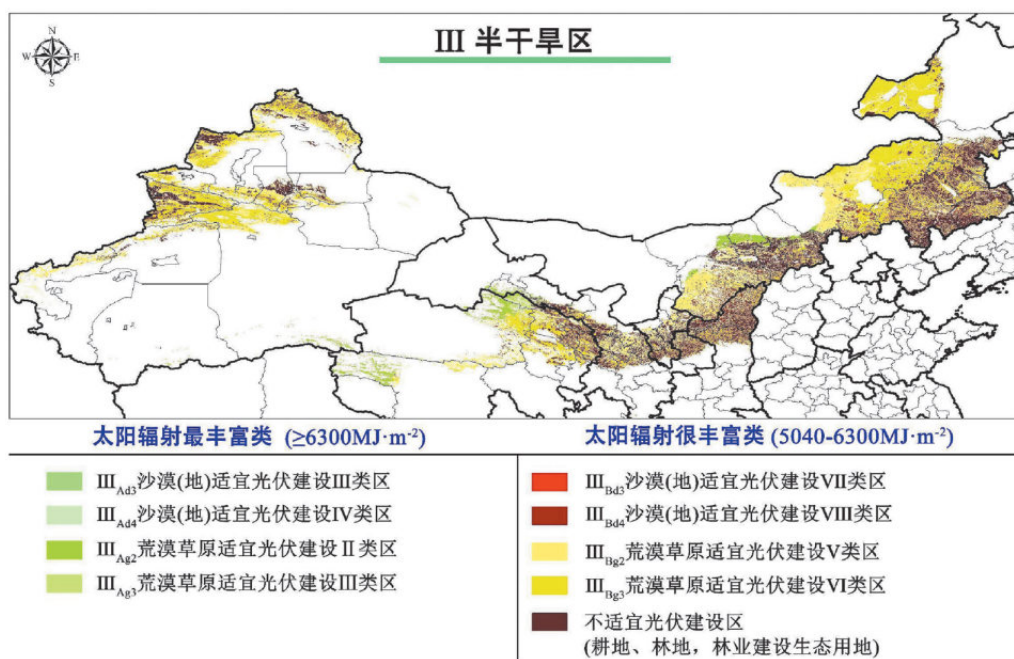 III 半干旱区
N
W E
S
太阳辐射最丰富类 (≥6300MJ·m⁻²)
太阳辐射很丰富类 (5040-6300MJ·m⁻²)
III_Ad3沙漠(地)适宜光伏建设III类区
III_Ad4沙漠(地)适宜光伏建设IV类区
III_Ag2荒漠草原适宜光伏建设Ⅱ类区
III_Ag3荒漠草原适宜光伏建设III类区
III_Bd3沙漠(地)适宜光伏建设VII类区
III_Bd4沙漠(地)适宜光伏建设VIII类区
III_Bg2荒漠草原适宜光伏建设V类区
III_Bg3荒漠草原适宜光伏建设VI类区
不适宜光伏建设区
(耕地、林地，林业建设生态用地)